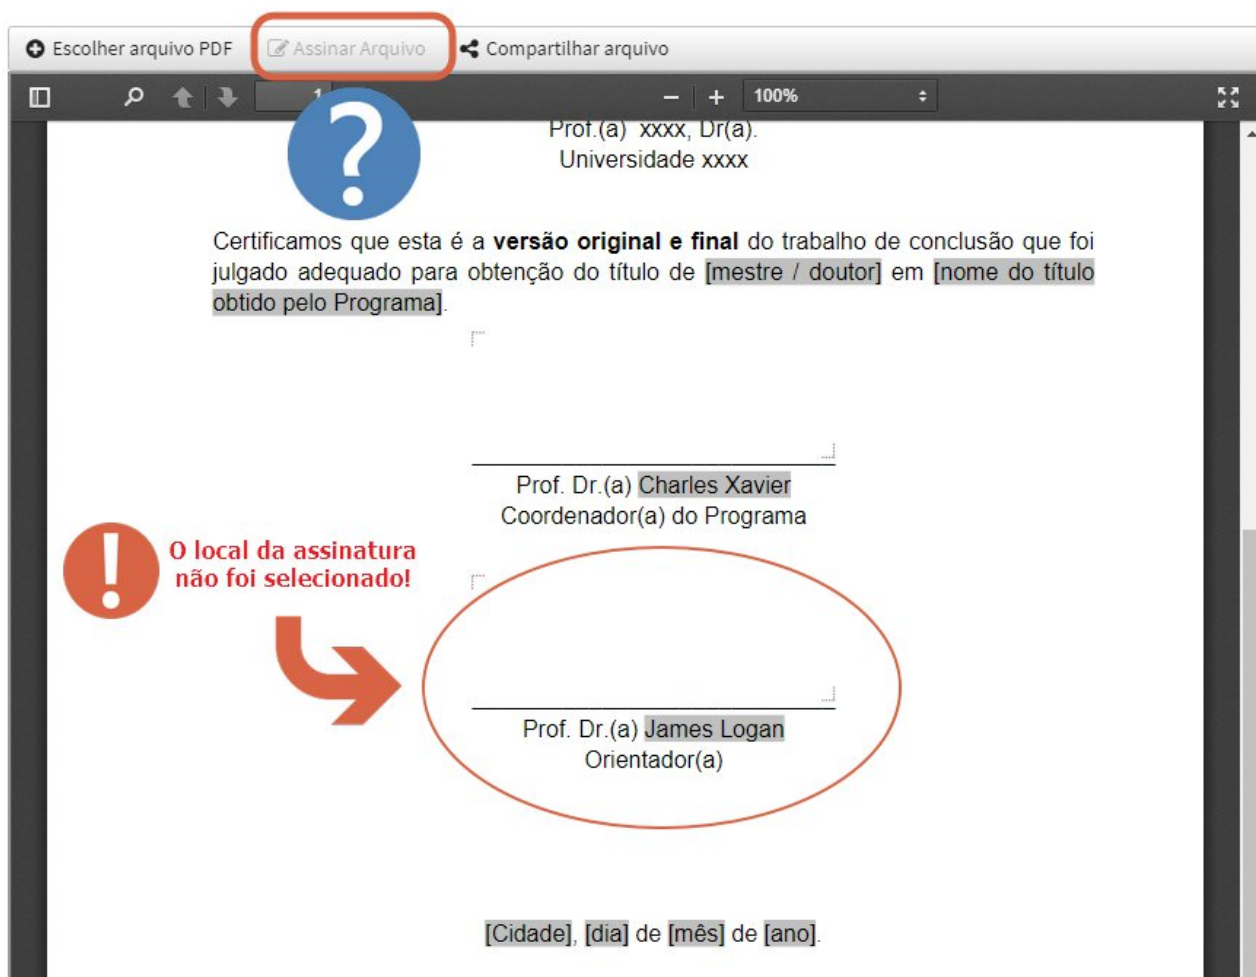 Escolher arquivo PDF Assinar Arquivo Compartilhar arquivo
1 100%
?
Prof.(a) xxxx, Dr(a).
Universidade xxxx
Certificamos que esta é a versão original e final do trabalho de conclusão que foi
julgado adequado para obtenção do título de [mestre / doutor] em [nome do título
obtido pelo Programa].
Prof. Dr.(a) Charles Xavier
Coordenador(a) do Programa
!
O local da assinatura
não foi selecionado!
Prof. Dr.(a) James Logan
Orientador(a)
[Cidade], [dia] de [mês] de [ano].